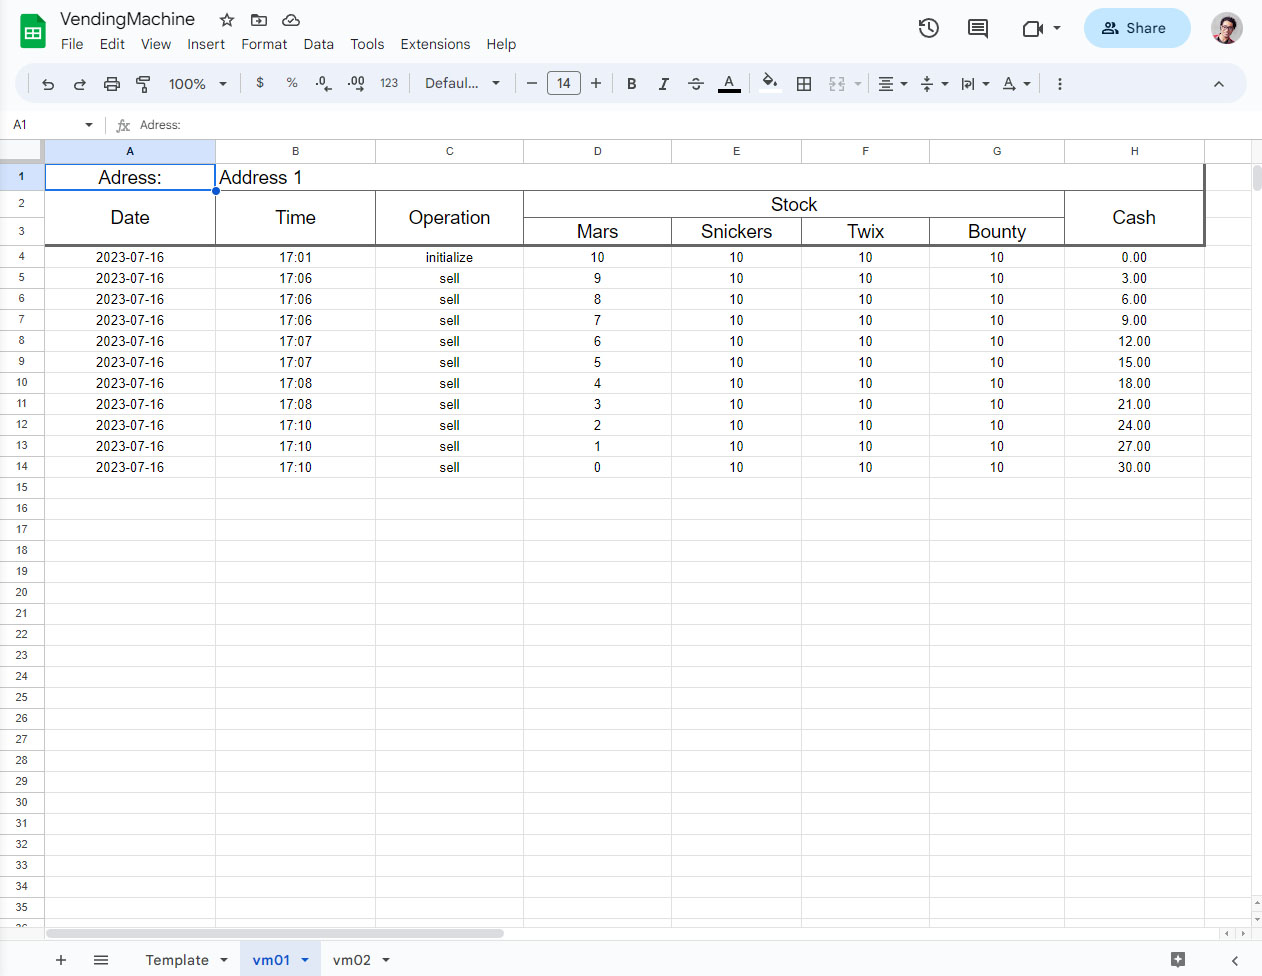 VendingMachine
File Edit View Insert Format Data Tools Extensions Help
Share
100% $ % .0 .00 123 Defaul... − 14 + B I S A A
A1 fx Adress:
A B C D E F G H
1 Adress: Address 1
2 Date Time Operation Stock Cash
3 Mars Snickers Twix Bounty
4 2023-07-16 17:01 initialize 10 10 10 10 0.00
5 2023-07-16 17:06 sell 9 10 10 10 3.00
6 2023-07-16 17:06 sell 8 10 10 10 6.00
7 2023-07-16 17:06 sell 7 10 10 10 9.00
8 2023-07-16 17:07 sell 6 10 10 10 12.00
9 2023-07-16 17:07 sell 5 10 10 10 15.00
10 2023-07-16 17:08 sell 4 10 10 10 18.00
11 2023-07-16 17:08 sell 3 10 10 10 21.00
12 2023-07-16 17:10 sell 2 10 10 10 24.00
13 2023-07-16 17:10 sell 1 10 10 10 27.00
14 2023-07-16 17:10 sell 0 10 10 10 30.00
15
16
17
18
19
20
21
22
23
24
25
26
27
28
29
30
31
32
33
34
35
36
+ Template vm01 vm02